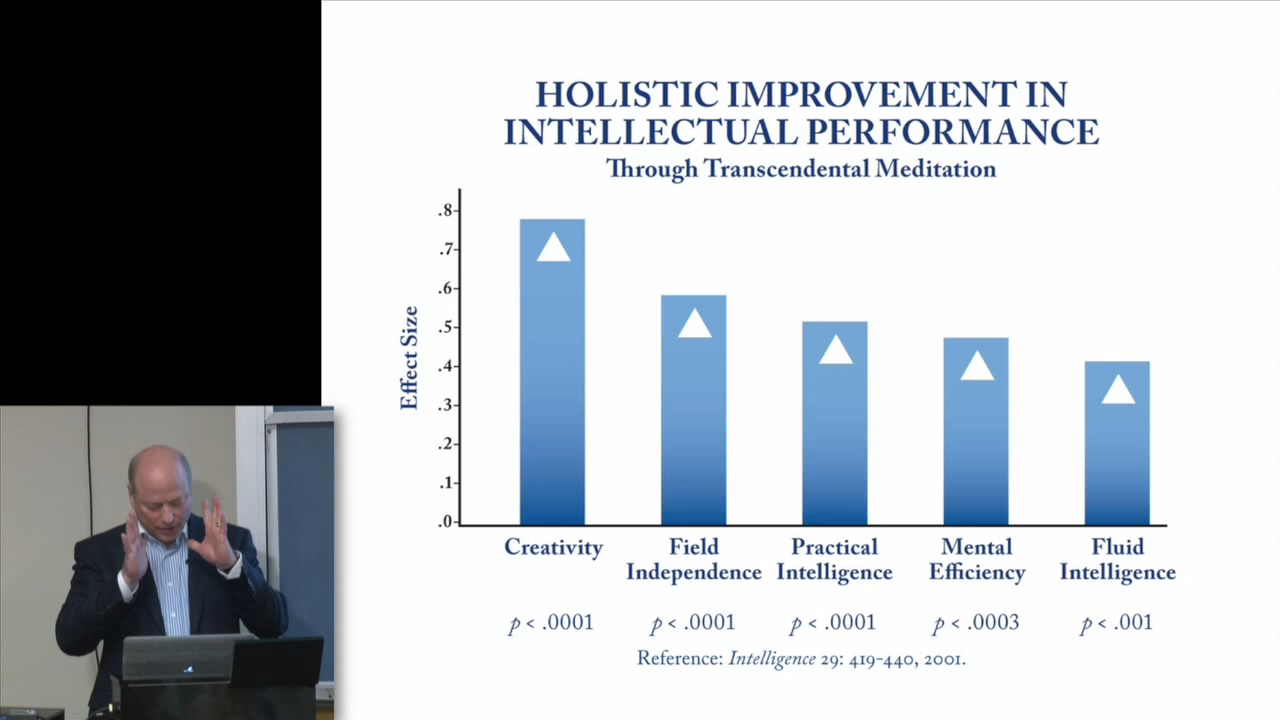 HOLISTIC IMPROVEMENT IN
INTELLECTUAL PERFORMANCE
Through Transcendental Meditation
Effect Size
.8
.7
.6
.5
.4
.3
.2
.1
.0
Creativity
Field
Independence
Practical
Intelligence
Mental
Efficiency
Fluid
Intelligence
p < .0001
p < .0001
p < .0001
p < .0003
p < .001
Reference: Intelligence 29: 419-440, 2001.